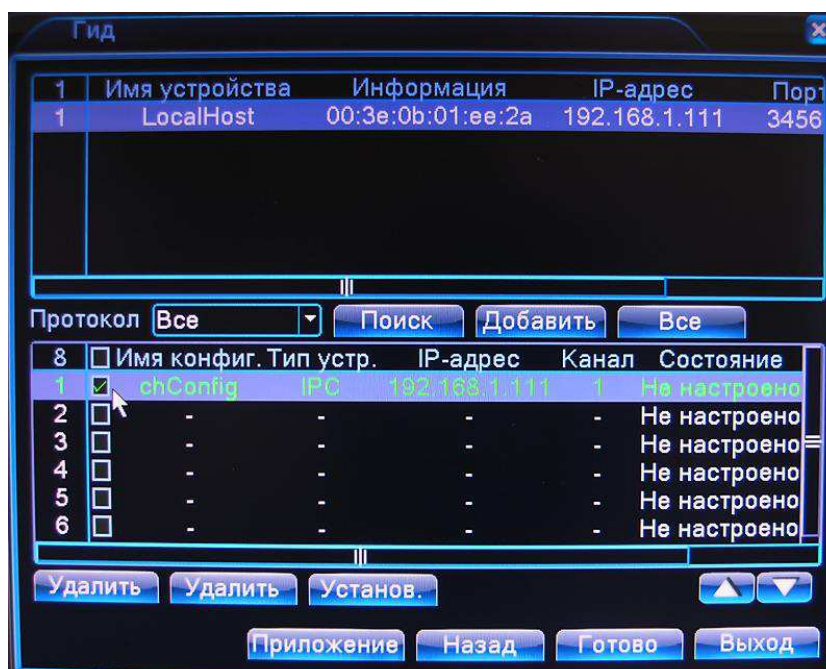 Гид
1 Имя устройства Информация IP-адрес Порт
1 LocalHost 00:3e:0b:01:ee:2a 192.168.1.111 3456
Протокол Все Поиск Добавить Все
8 Имя конфиг. Тип устр. IP-адрес Канал Состояние
1 chConfig IPC 192.168.1.111 1 Не настроено
2 - - - - Не настроено
3 - - - - Не настроено
4 - - - - Не настроено
5 - - - - Не настроено
6 - - - - Не настроено
Удалить Удалить Установ.
Приложение Назад Готово Выход